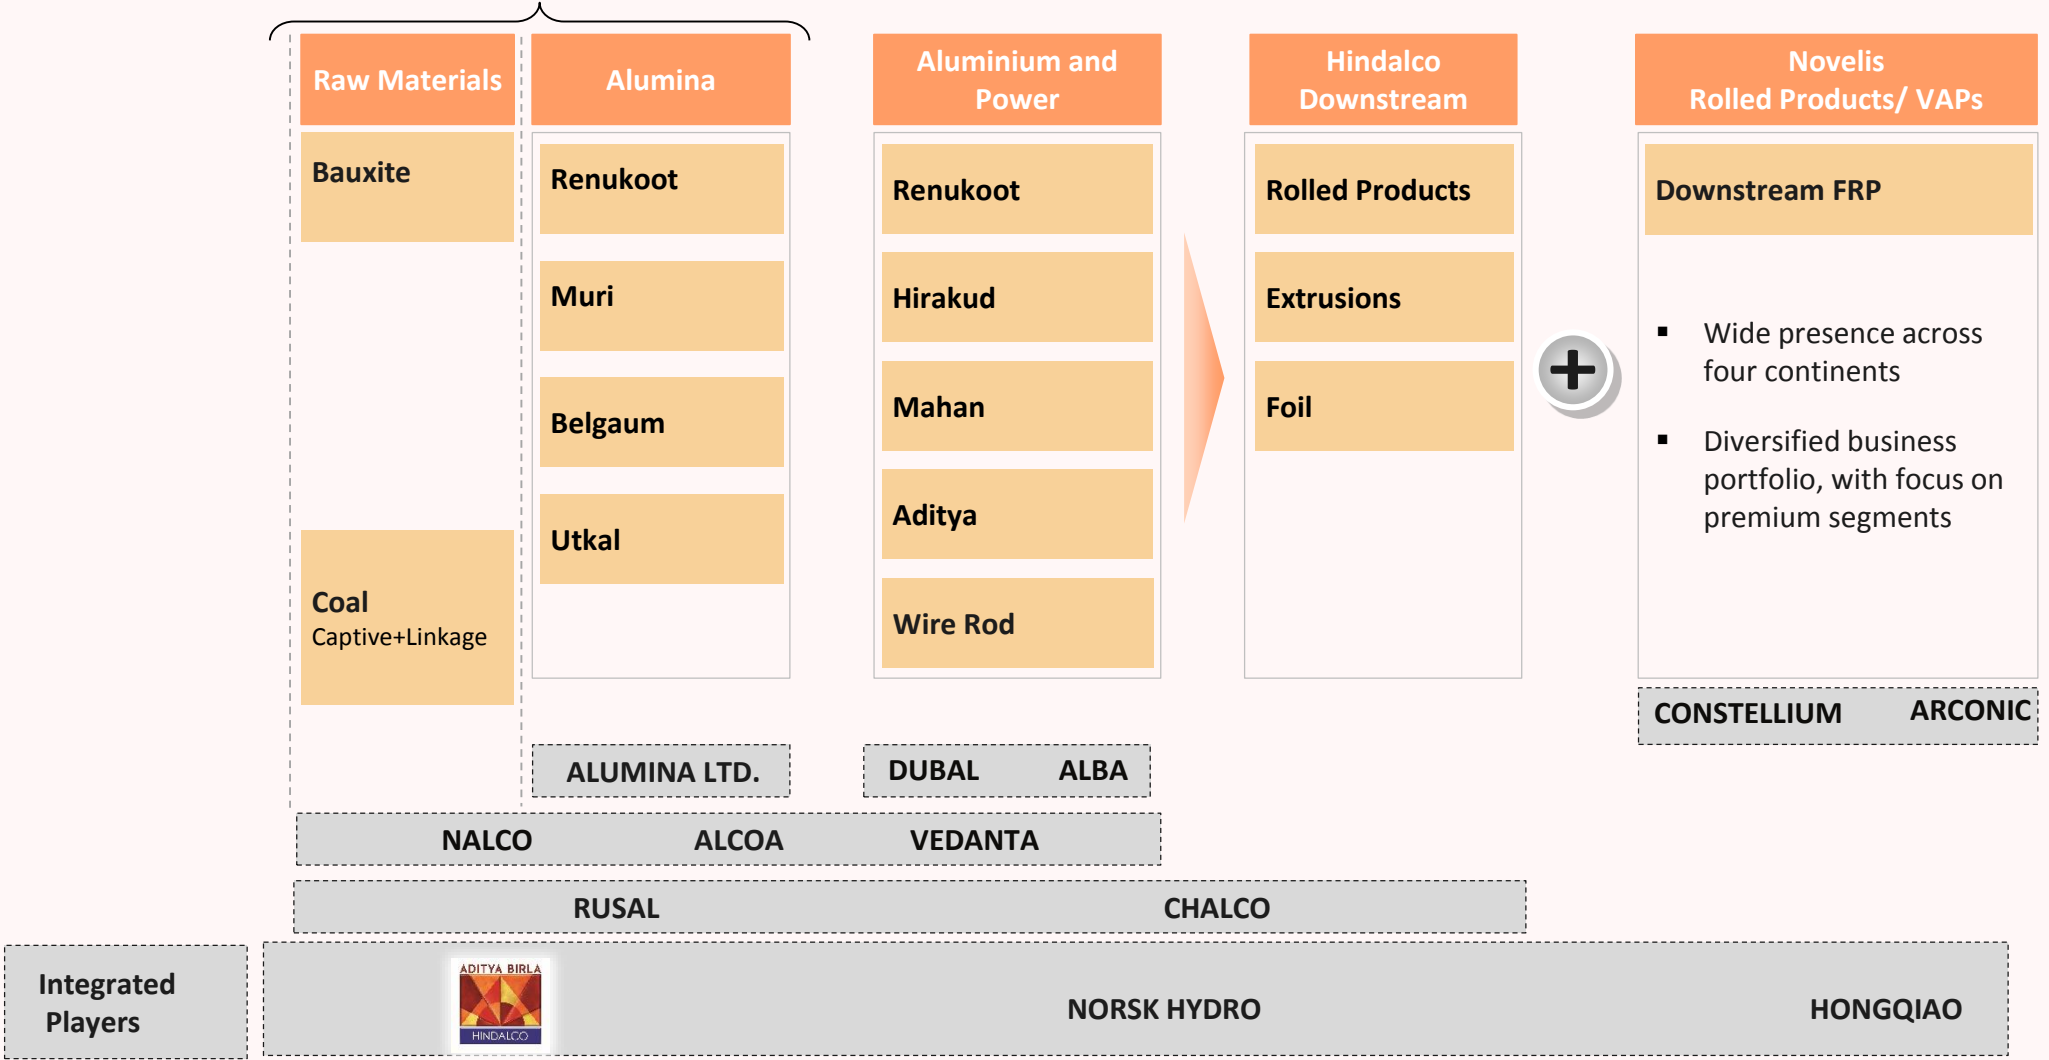 Raw Materials
Alumina
Aluminium and
Power
Hindalco
Downstream
Novelis
Rolled Products/ VAPs
Bauxite
Coal
Captive+Linkage
Renukoot
Muri
Belgaum
Utkal
Renukoot
Hirakud
Mahan
Aditya
Wire Rod
Rolled Products
Extrusions
Foil
Downstream FRP
▪ Wide presence across
four continents
▪ Diversified business
portfolio, with focus on
premium segments
CONSTELLIUM ARCONIC
ALUMINA LTD.
DUBAL ALBA
NALCO ALCOA VEDANTA
RUSAL CHALCO
Integrated
Players
ADITYA BIRLA
HINDALCO
NORSK HYDRO
HONGQIAO